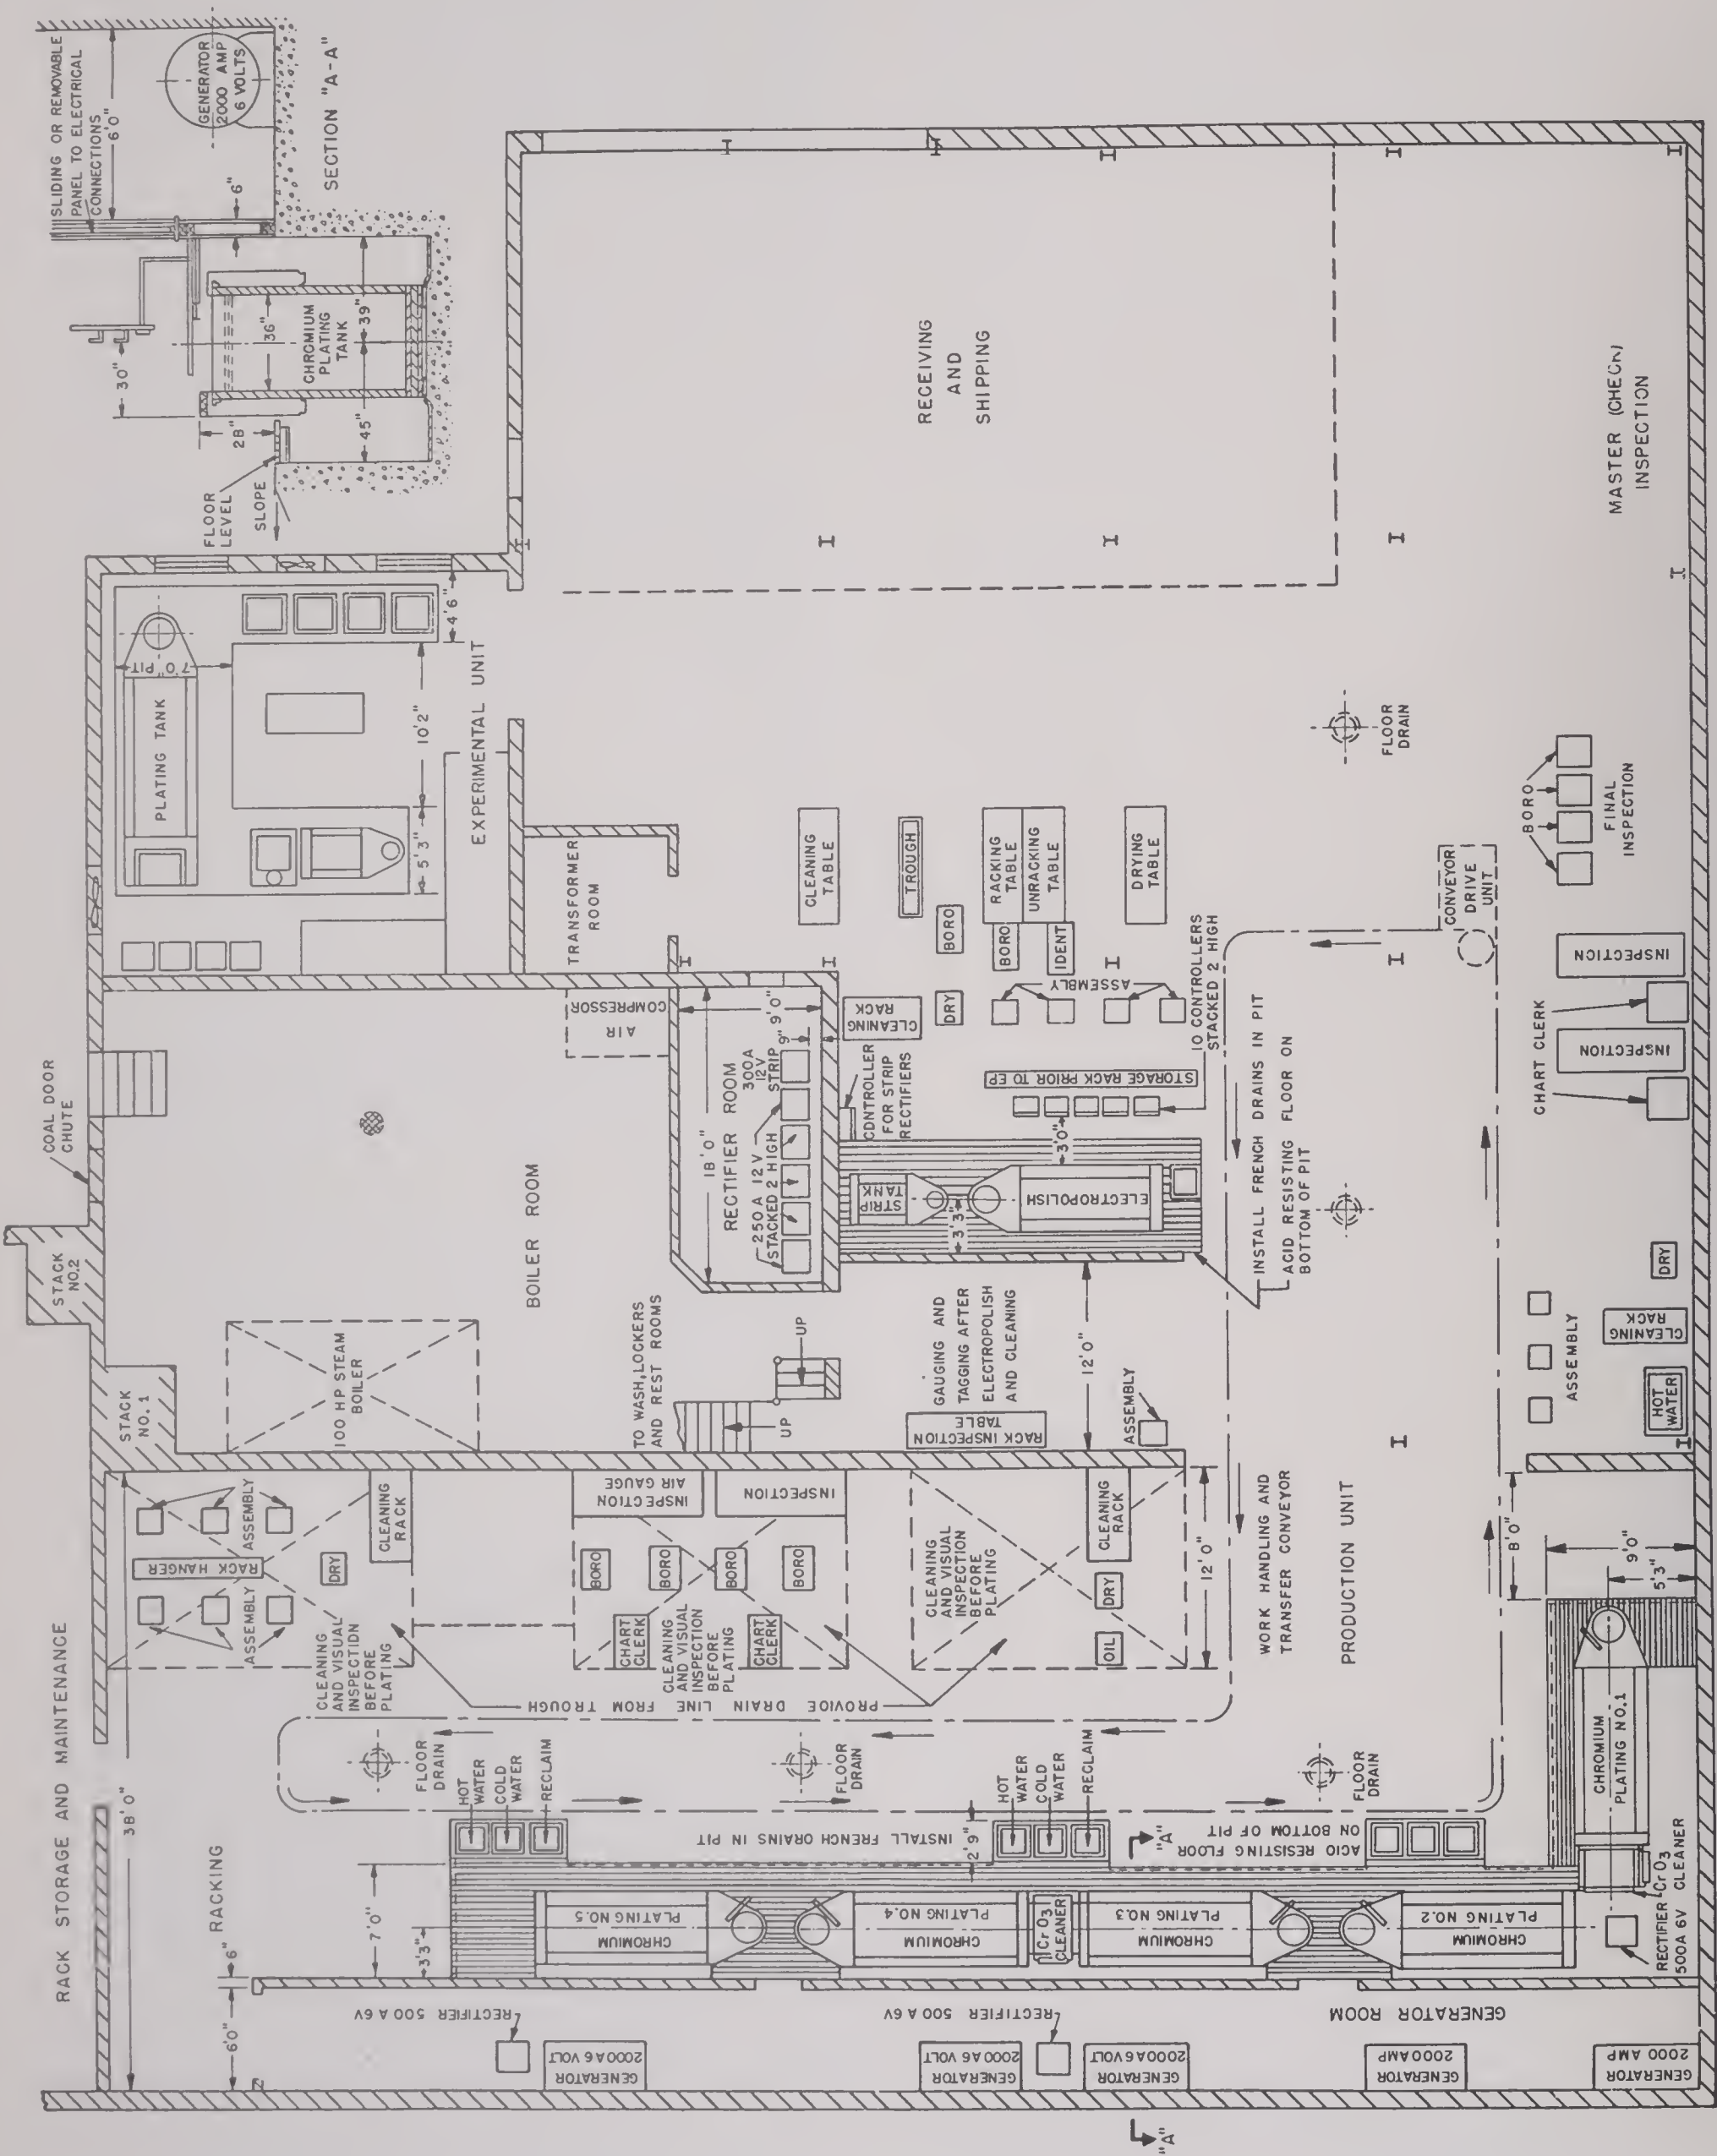 SLIDING OR REMOVABLE
PANEL TO ELECTRICAL
CONNECTIONS
6'0"
GENERATOR
2000 AMP
6 VOLTS
SECTION "A-A"
6"
30"
36"
CHROMIUM
PLATING
TANK
39"
28"
45"
FLOOR
LEVEL
SLOPE
RECEIVING
AND
SHIPPING
MASTER (CHECK)
INSPECTION
7'0" PIT
PLATING TANK
4'6"
10'2"
5'3"
EXPERIMENTAL UNIT
TRANSFORMER
ROOM
CLEANING
TABLE
TROUGH
RACKING
TABLE
UNRACKING
TABLE
DRYING
TABLE
BORO
BORO
IDENT
DRY
ASSEMBLY
FLOOR
DRAIN
CONVEYOR
DRIVE
UNIT
BORO
FINAL
INSPECTION
INSPECTION
INSPECTION
CHART CLERK
COAL DOOR
CHUTE
STACK
NO.2
STACK
NO. 1
BOILER ROOM
100 HP STEAM
BOILER
AIR
COMPRESSOR
RECTIFIER ROOM
18'0"
9'0"
9"
300A
12V
STRIP
250 A 12 V
STACKED 2 HIGH
CLEANING
RACK
CONTROLLER
FOR STRIP
RECTIFIERS
STORAGE RACK PRIOR TO EP
10 CONTROLLERS
STACKED 2 HIGH
3'0"
STRIP
TANK
ELECTROPOLISH
3'3"
INSTALL FRENCH DRAINS IN PIT
ACID RESISTING FLOOR ON
BOTTOM OF PIT
TO WASH, LOCKERS
AND REST ROOMS
UP
UP
GAUGING AND
TAGGING AFTER
ELECTROPOLISH
AND CLEANING
RACK INSPECTION
TABLE
12'0"
ASSEMBLY
DRY
CLEANING
RACK
HOT
WATER
ASSEMBLY
RACK STORAGE AND MAINTENANCE
38'0"
ASSEMBLY
RACK HANGER
ASSEMBLY
DRY
CLEANING
RACK
CLEANING
AND VISUAL
INSPECTION
BEFORE
PLATING
INSPECTION
AIR GAUGE
INSPECTION
BORO
BORO
BORO
BORO
CHART
CLERK
CHART
CLERK
CLEANING
AND VISUAL
INSPECTION
BEFORE
PLATING
CLEANING
AND VISUAL
INSPECTION
BEFORE
PLATING
CLEANING
RACK
DRY
OIL
12'0"
PROVIDE DRAIN LINE FROM TROUGH
WORK HANDLING AND
TRANSFER CONVEYOR
PRODUCTION UNIT
8'0"
9'0"
5'3"
FLOOR
DRAIN
FLOOR
DRAIN
FLOOR
DRAIN
HOT
WATER
COLD
WATER
RECLAIM
HOT
WATER
COLD
WATER
RECLAIM
INSTALL FRENCH DRAINS IN PIT
2'9"
"A"
ACID RESISTING FLOOR
ON BOTTOM OF PIT
RACKING
6"
7'0"
3'3"
6'0"
CHROMIUM
PLATING NO.5
CHROMIUM
PLATING NO.4
CrO3
CLEANER
CHROMIUM
PLATING NO.3
CHROMIUM
PLATING NO.2
CHROMIUM
PLATING NO.1
CrO3
CLEANER
RECTIFIER
500A 6V
RECTIFIER 500 A 6V
RECTIFIER 500 A 6V
GENERATOR ROOM
GENERATOR
2000 A 6 VOLT
GENERATOR
2000 A 6 VOLT
GENERATOR
2000 A 6 VOLT
GENERATOR
2000 AMP
GENERATOR
2000 AMP
"A"